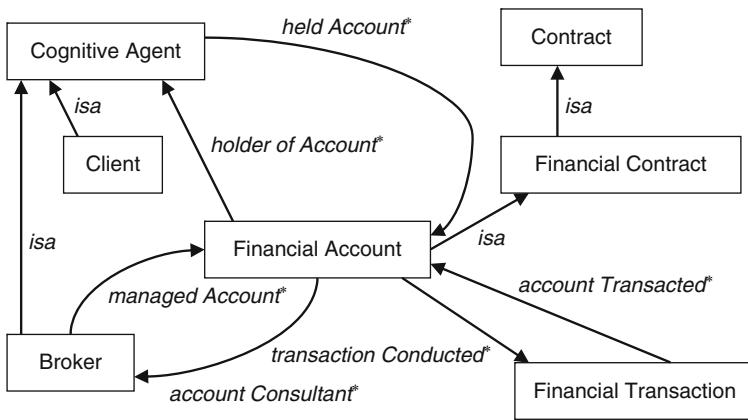 held Account*
Cognitive Agent
Contract
isa
isa
Client
holder of Account*
Financial Contract
isa
Financial Account
isa
managed Account*
account Transacted*
Broker
transaction Conducted*
account Consultant*
Financial Transaction